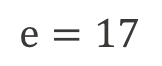 e = 17